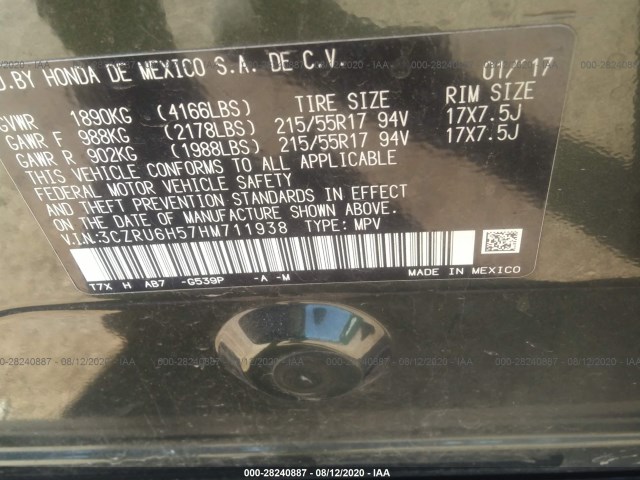 D.BY HONDA DE MEXICO S.A. DE C.V. 01/ 17
GVWR 1890KG (4166LBS) TIRE SIZE RIM SIZE
GAWR F 988KG (2178LBS) 215/55R17 94V 17X7.5J
GAWR R 902KG (1988LBS) 215/55R17 94V 17X7.5J
THIS VEHICLE CONFORMS TO ALL APPLICABLE
FEDERAL MOTOR VEHICLE SAFETY
AND THEFT PREVENTION STANDARDS IN EFFECT
ON THE DATE OF MANUFACTURE SHOWN ABOVE.
V.I.N:3CZRU6H57HM711938 TYPE: MPV
T7X H AB7 -G539P -A -M MADE IN MEXICO
000-28240887 - 08/12/2020 - IAA